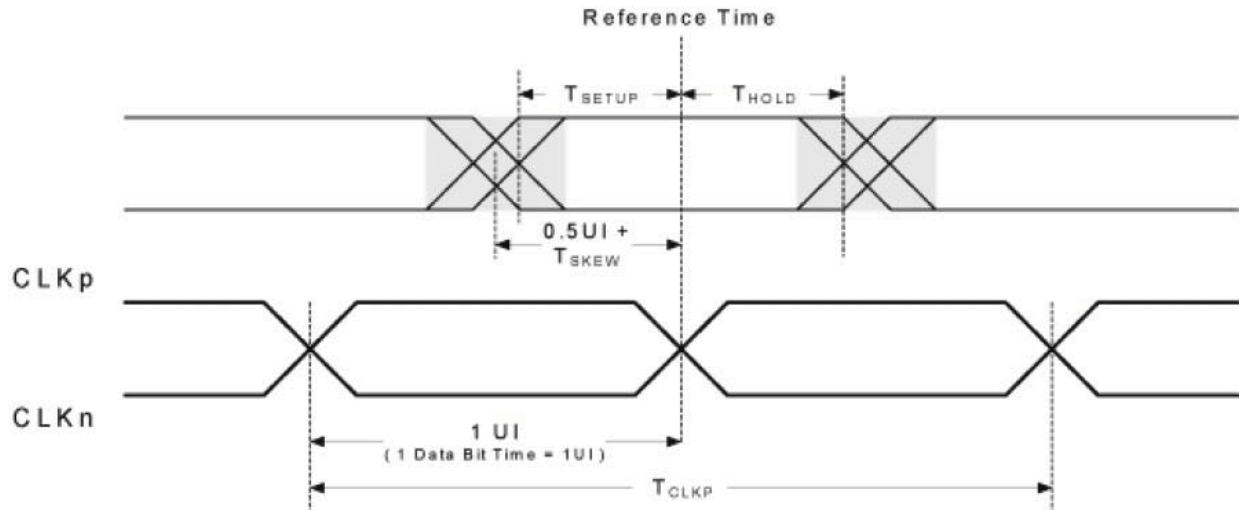 Reference Time
TSETUP
THOLD
0.5UI +
TSKEW
CLKp
CLKn
1 UI
( 1 Data Bit Time = 1UI )
TCLKP